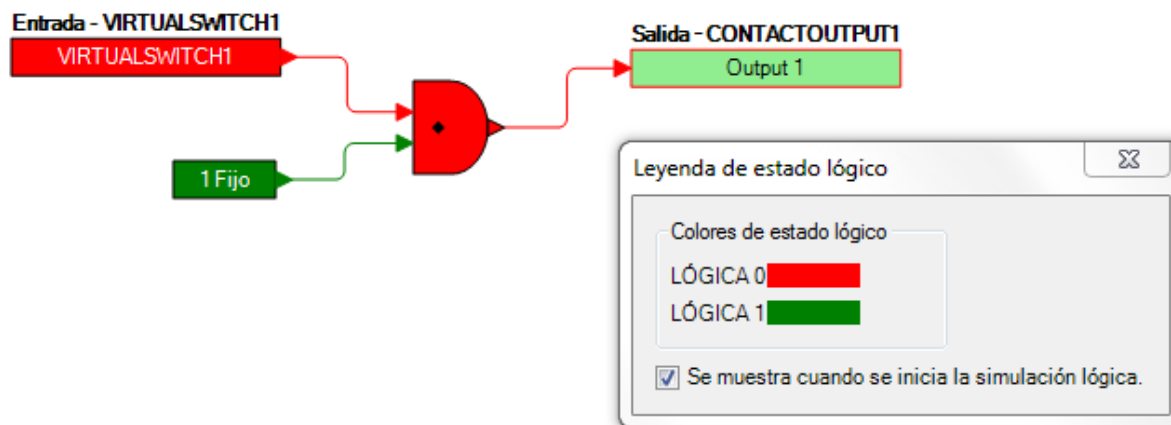 Entrada - VIRTUALSWITCH1
VIRTUALSWITCH1
1 Fijo
Salida - CONTACTOUTPUT1
Output 1
Leyenda de estado lógico
Colores de estado lógico
LÓGICA 0
LÓGICA 1
Se muestra cuando se inicia la simulación lógica.